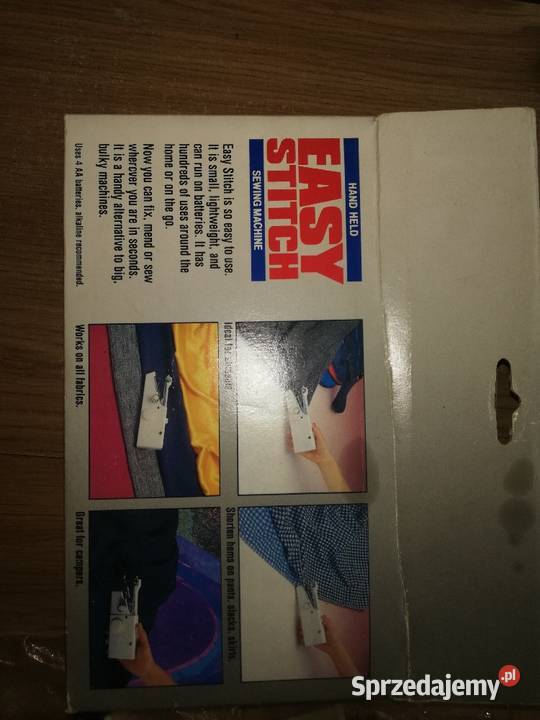 HAND HELD
EASY
STITCH
SEWING MACHINE
Easy Stitch is so easy to use.
It is small, lightweight, and
can run on batteries. It has
hundreds of uses around the
home or on the go.
Now you can fix, mend or sew
wherever you are in seconds.
It is a handy alternative to big,
bulky machines.
Uses 4 AA batteries, alkaline recommended.
Ideal for
Shorten hems on pants, slacks, skirts.
Works on all fabrics.
Great for campers.
Sprzedajemy.pl